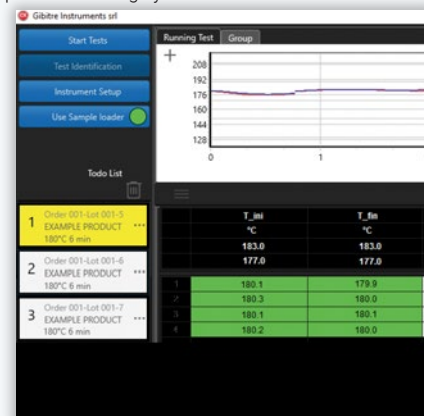 Gibitre Instruments srl
Start Tests
Test Identification
Instrument Setup
Use Sample loader
Todo List
1 Order 001-Lot 001-5
EXAMPLE PRODUCT ...
180°C 6 min
2 Order 001-Lot 001-6
EXAMPLE PRODUCT ...
180°C 6 min
3 Order 001-Lot 001-7
EXAMPLE PRODUCT ...
180°C 6 min
Running Test Group
208
192
176
160
144
128
0 1
T_ini T_fin
°C °C
183.0 183.0
177.0 177.0
1 180.1 179.9
2 180.3 180.0
3 180.1 180.1
4 180.2 180.0